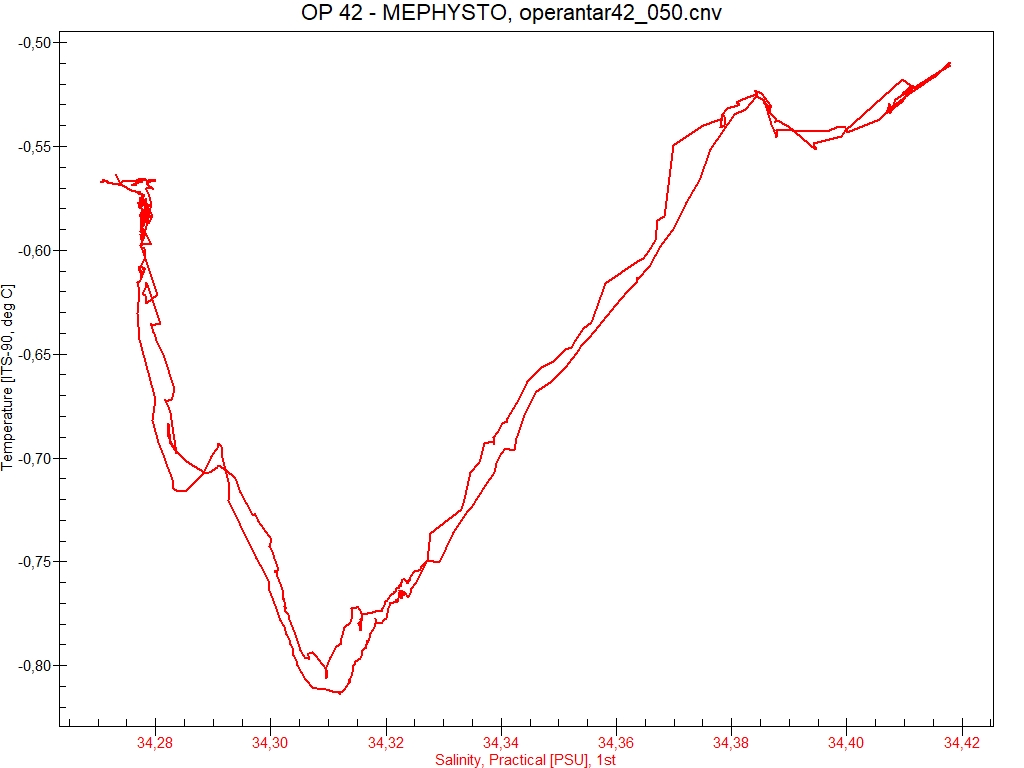 OP 42 - MEPHYSTO, operantar42_050.cnv
-0,50
-0,55
-0,60
-0,65
-0,70
-0,75
-0,80
Temperature [ITS-90, deg C]
34,28 34,30 34,32 34,34 34,36 34,38 34,40 34,42
Salinity, Practical [PSU], 1st